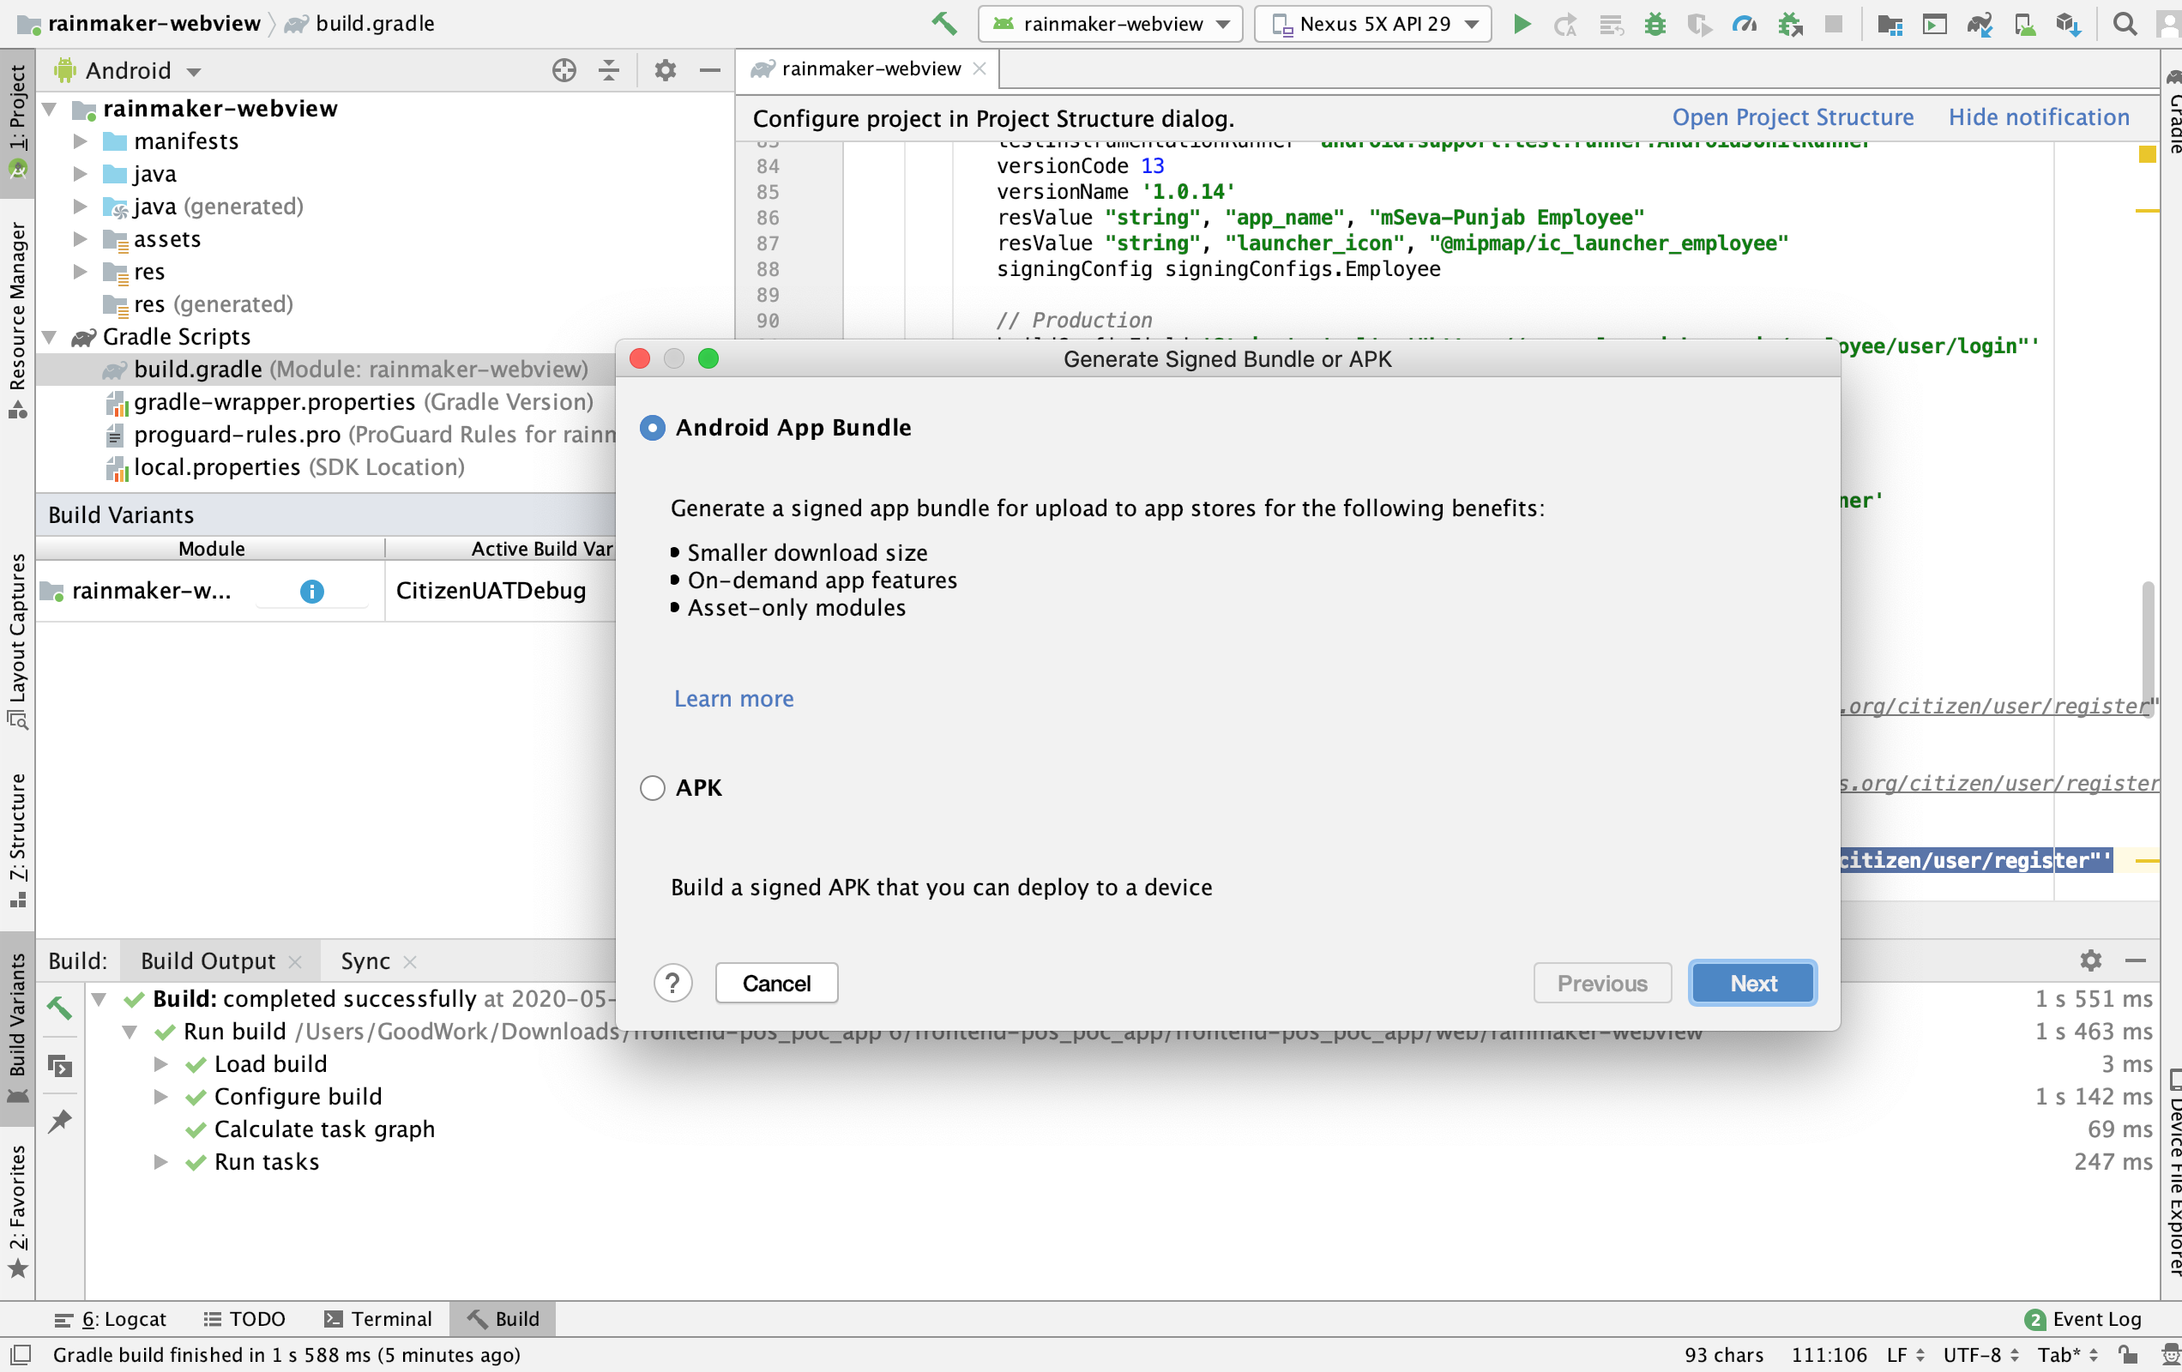 rainmaker-webview
build.gradle
rainmaker-webview
Nexus 5X API 29
1: Project
Resource Manager
Layout Captures
7: Structure
Build Variants
2: Favorites
Android
rainmaker-webview
manifests
java
java (generated)
assets
res
res (generated)
Gradle Scripts
build.gradle (Module: rainmaker-webview)
gradle-wrapper.properties (Gradle Version)
proguard-rules.pro (ProGuard Rules for rainm
local.properties (SDK Location)
Build Variants
Module
Active Build Var
rainmaker-w...
CitizenUATDebug
rainmaker-webview
Configure project in Project Structure dialog.
Open Project Structure
Hide notification
84 versionCode 13
85 versionName '1.0.14'
86 resValue "string", "app_name", "mSeva-Punjab Employee"
87 resValue "string", "launcher_icon", "@mipmap/ic_launcher_employee"
88 signingConfig signingConfigs.Employee
89
90 // Production
oyee/user/login"'
ner'
.org/citizen/user/register"
s.org/citizen/user/register
citizen/user/register"'
Generate Signed Bundle or APK
Android App Bundle
Generate a signed app bundle for upload to app stores for the following benefits:
• Smaller download size
• On-demand app features
• Asset-only modules
Learn more
APK
Build a signed APK that you can deploy to a device
?
Cancel
Previous
Next
Build:
Build Output
Sync
Build: completed successfully at 2020-05-
1 s 551 ms
Run build /Users/GoodWork/Downloads/frontend-pos_poc_app 6/frontend-pos_poc_app/frontend-pos_poc_app/web/rainmaker-webview
1 s 463 ms
Load build
3 ms
Configure build
1 s 142 ms
Calculate task graph
69 ms
Run tasks
247 ms
Gradle
Device File Explorer
6: Logcat
TODO
Terminal
Build
2 Event Log
Gradle build finished in 1 s 588 ms (5 minutes ago)
93 chars
111:106
LF
UTF-8
Tab*